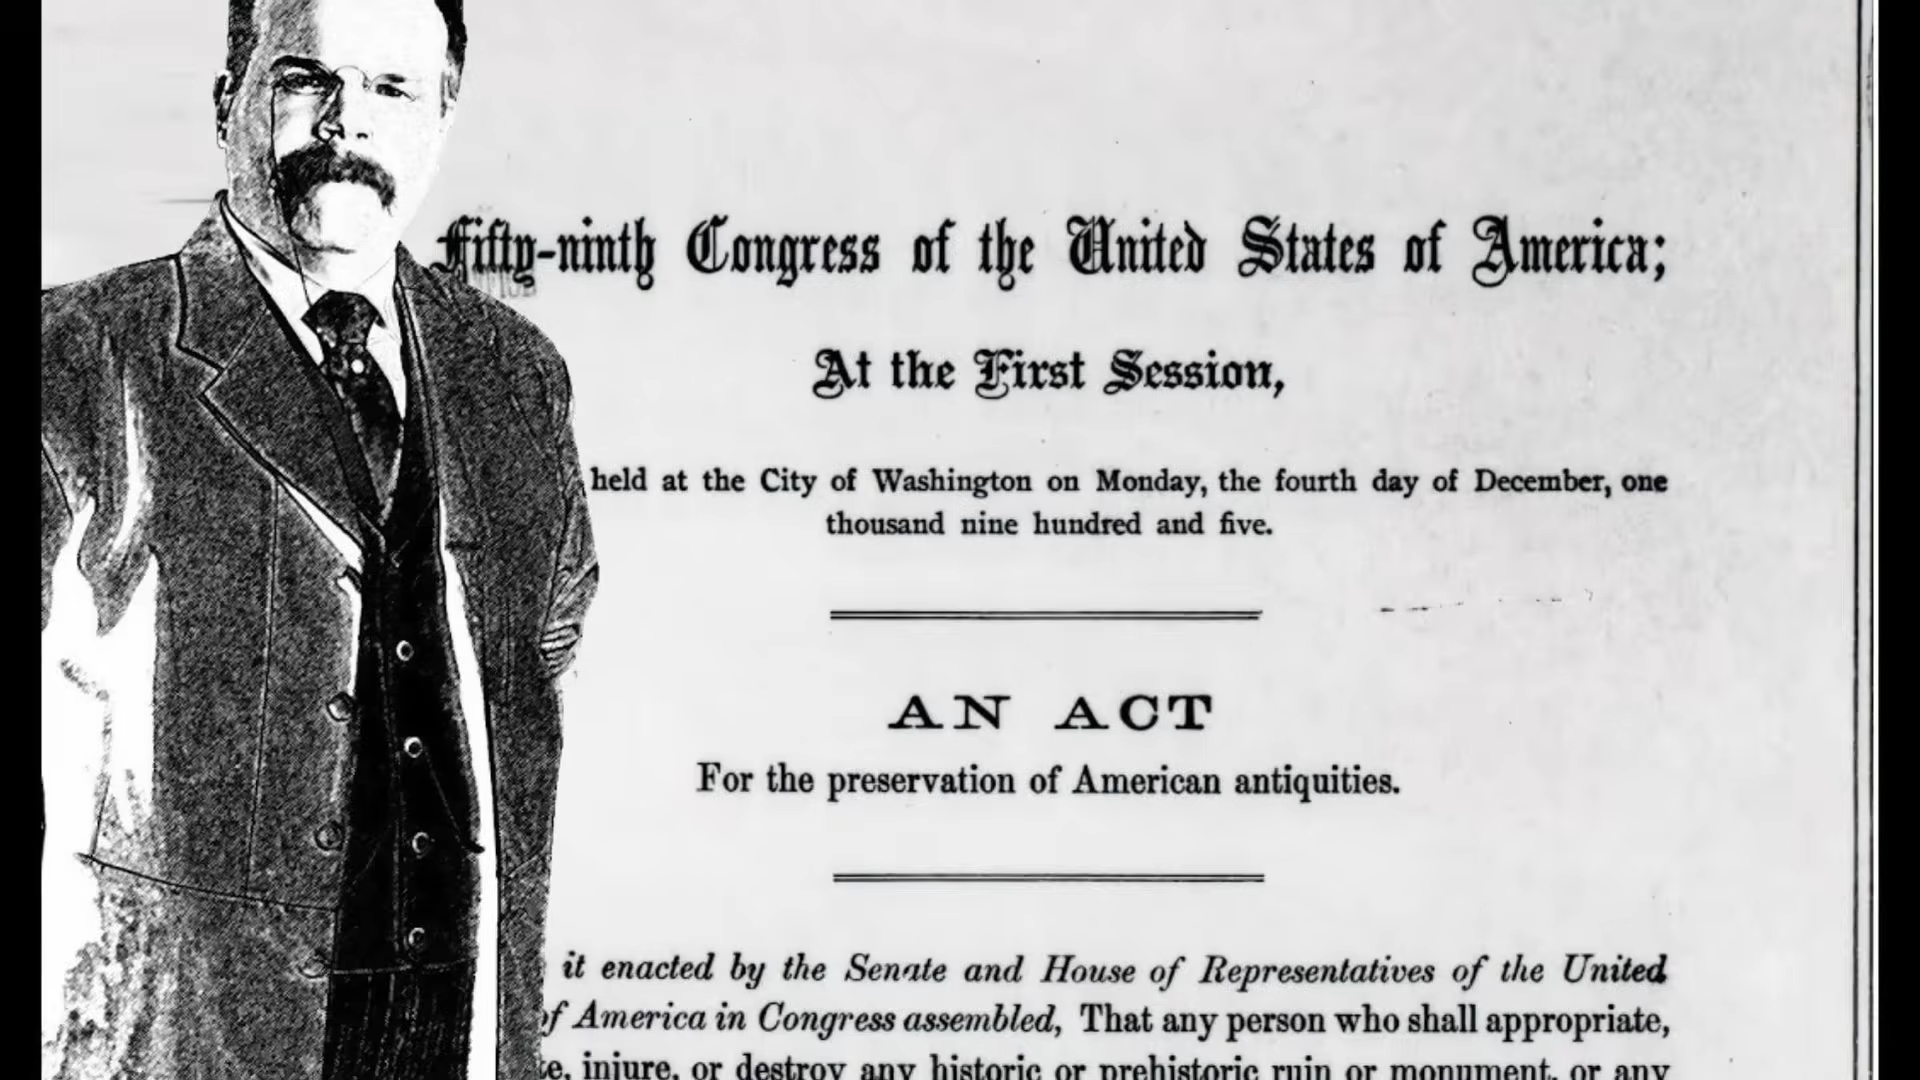 Fifty-ninth Congress of the United States of America;
At the First Session,
held at the City of Washington on Monday, the fourth day of December, one
thousand nine hundred and five.
AN ACT
For the preservation of American antiquities.
it enacted by the Senate and House of Representatives of the United
of America in Congress assembled, That any person who shall appropriate,
injure, or destroy any historic or prehistoric ruin or monument, or any